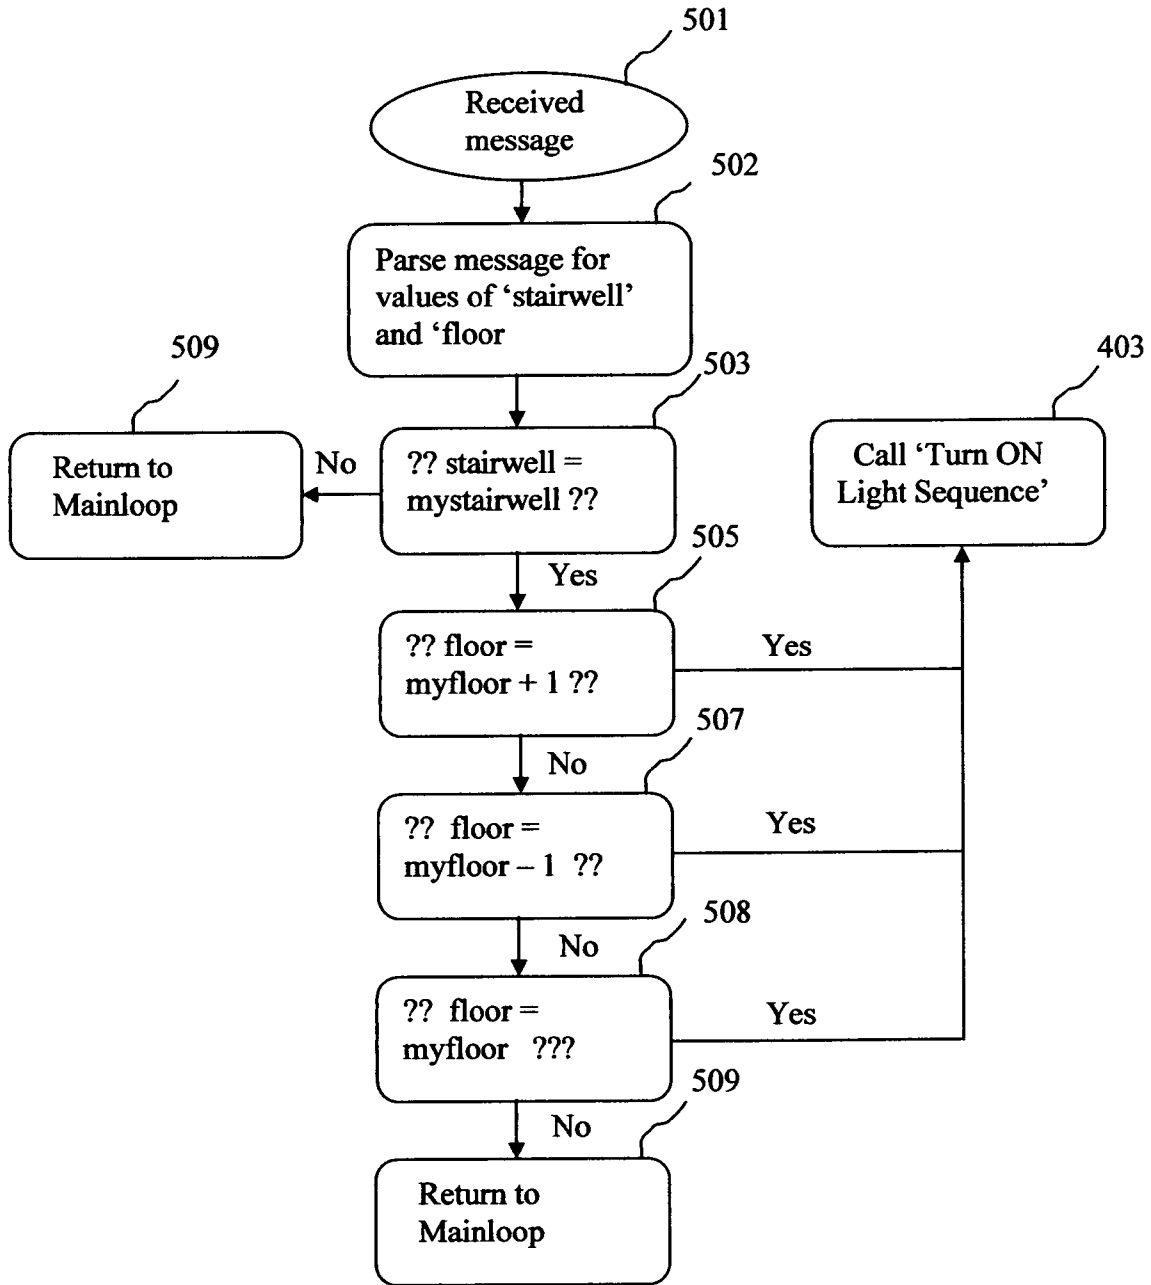 501
Received
message
502
Parse message for
values of ‘stairwell’
and ‘floor
509
Return to
Mainloop
No
503
?? stairwell =
mystairwell ??
403
Call ‘Turn ON
Light Sequence’
Yes
505
?? floor =
myfloor + 1 ??
Yes
No
507
?? floor =
myfloor – 1 ??
Yes
No
508
?? floor =
myfloor ???
Yes
No
509
Return to
Mainloop